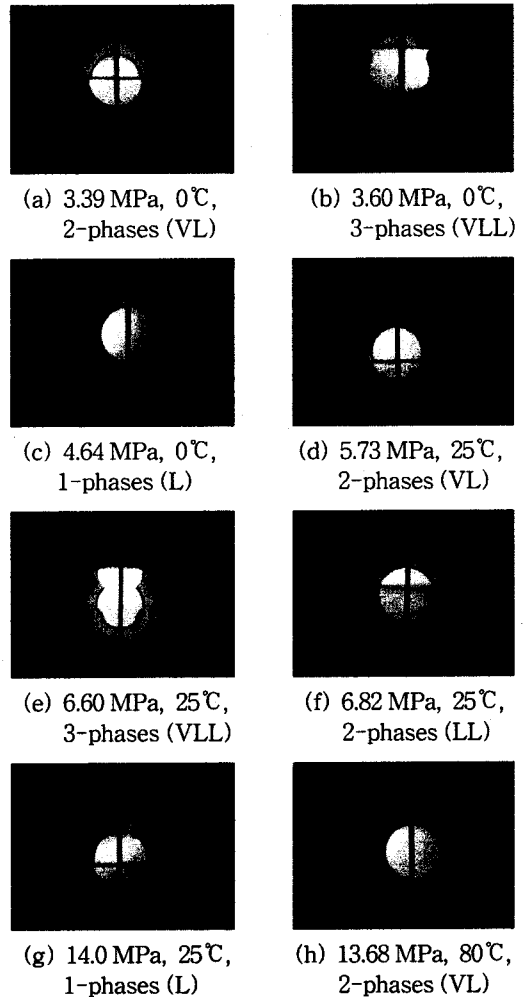 (a) 3.39 MPa, 0℃,
2-phases (VL)
(b) 3.60 MPa, 0℃,
3-phases (VLL)
(c) 4.64 MPa, 0℃,
1-phases (L)
(d) 5.73 MPa, 25℃,
2-phases (VL)
(e) 6.60 MPa, 25℃,
3-phases (VLL)
(f) 6.82 MPa, 25℃,
2-phases (LL)
(g) 14.0 MPa, 25℃,
1-phases (L)
(h) 13.68 MPa, 80℃,
2-phases (VL)